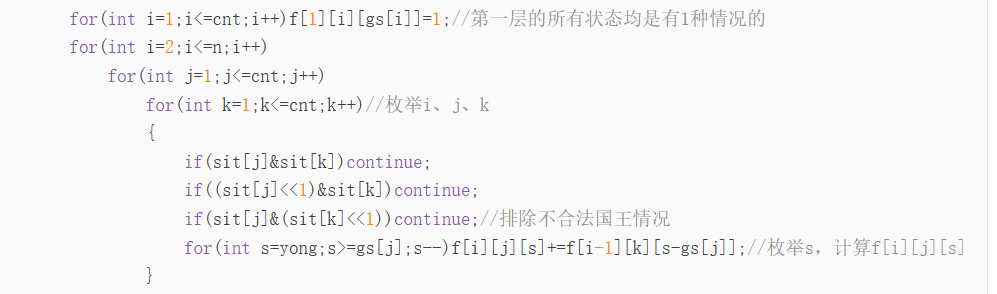 for(int i=1;i<=cnt;i++)f[1][i][gs[i]]=1;//第一层的所有状态均是有1种情况的
for(int i=2;i<=n;i++)
for(int j=1;j<=cnt;j++)
for(int k=1;k<=cnt;k++)//枚举i、j、k
{
if(sit[j]&sit[k])continue;
if((sit[j]<<1)&sit[k])continue;
if(sit[j]&(sit[k]<<1))continue;//排除不合法国王情况
for(int s=yong;s>=gs[j];s--)f[i][j][s]+=f[i-1][k][s-gs[j]];//枚举s，计算f[i][j][s]
}